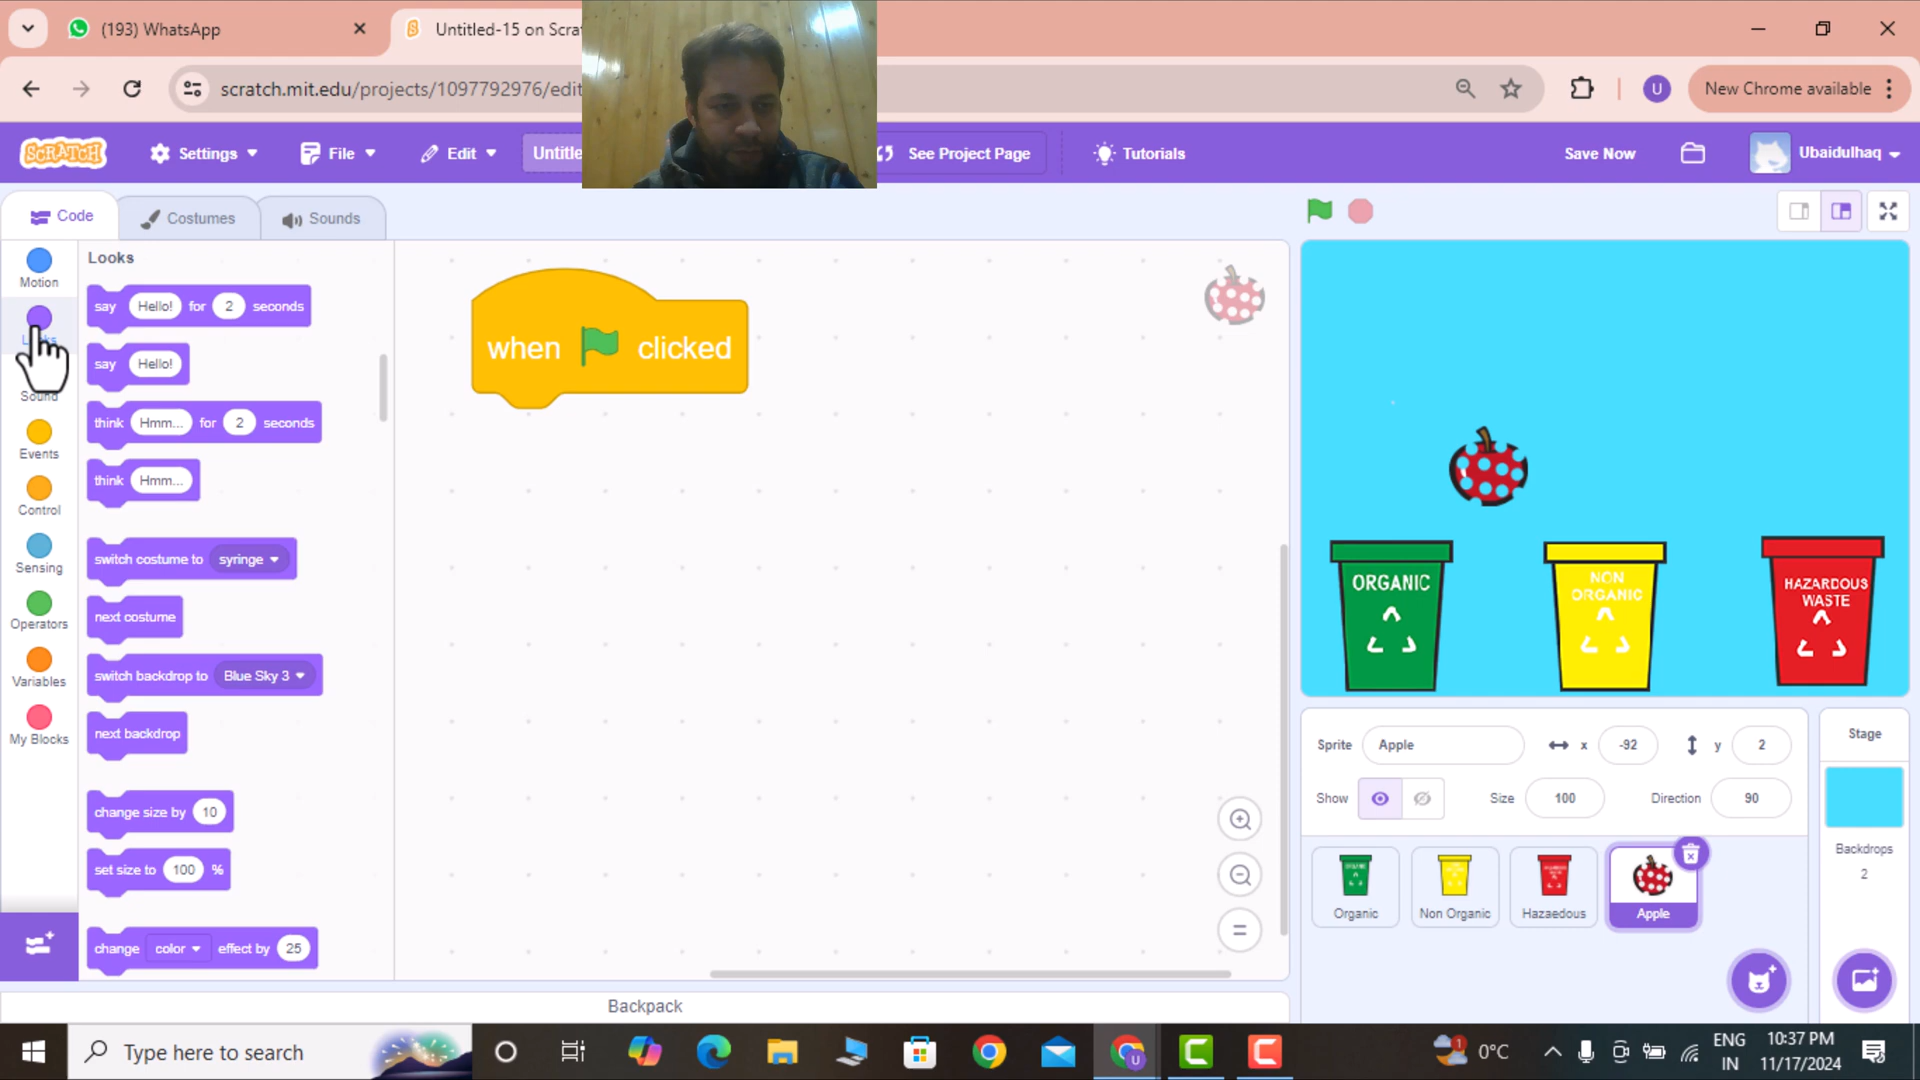 (193) WhatsApp
Untitled-15 on Scra
scratch.mit.edu/projects/1097792976/edit
U
New Chrome available
SCRATCH
Settings
File
Edit
Untitle
See Project Page
Tutorials
Save Now
Ubaidulhaq
Code
Costumes
Sounds
Motion
Sound
Events
Control
Sensing
Operators
Variables
My Blocks
Looks
say Hello! for 2 seconds
say Hello!
think Hmm... for 2 seconds
think Hmm...
switch costume to syringe
next costume
switch backdrop to Blue Sky 3
next backdrop
change size by 10
set size to 100 %
change color effect by 25
when clicked
ORGANIC
NON
ORGANIC
HAZARDOUS
WASTE
Sprite Apple x -92 y 2
Show Size 100 Direction 90
Organic
Non Organic
Hazaedous
Apple
Stage
Backdrops
2
Backpack
Type here to search
U
1
0°C
ENG
IN
10:37 PM
11/17/2024